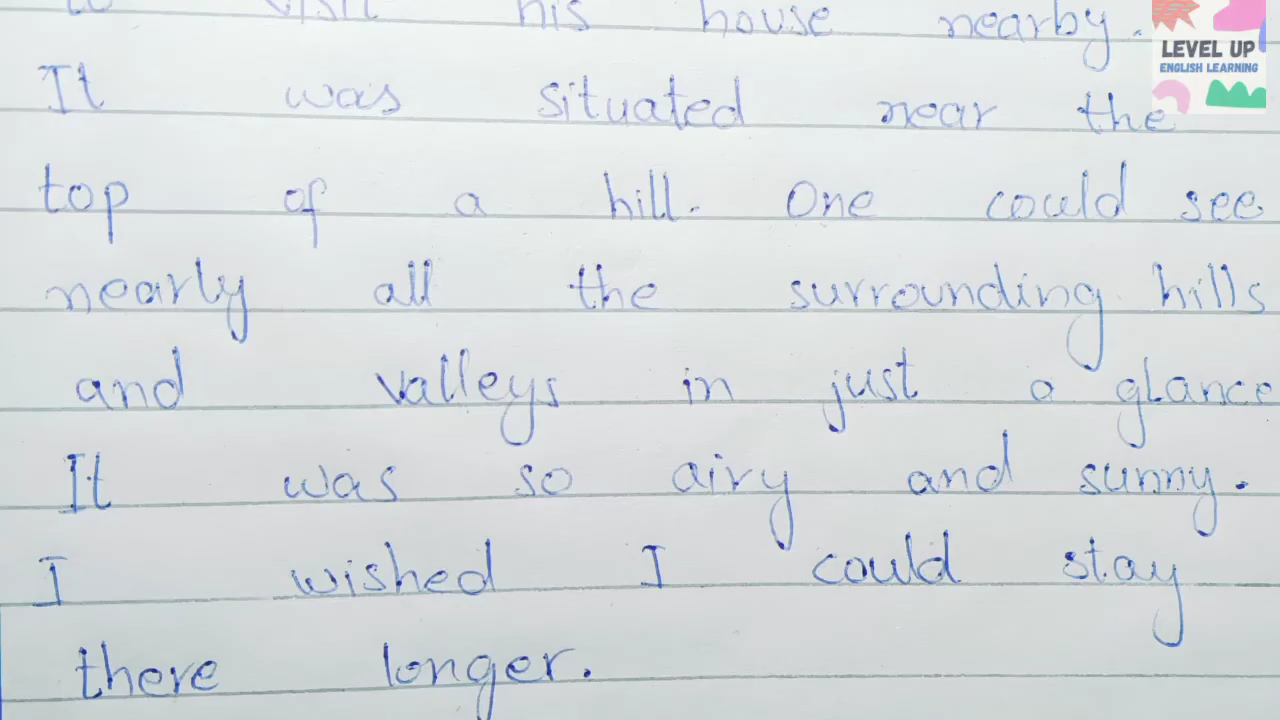 to visit his house nearby.
LEVEL UP
ENGLISH LEARNING
It was situated near the
top of a hill. One could see
nearly all the surrounding hills
and valleys in just a glance
It was so airy and sunny.
I wished I could stay
there longer.